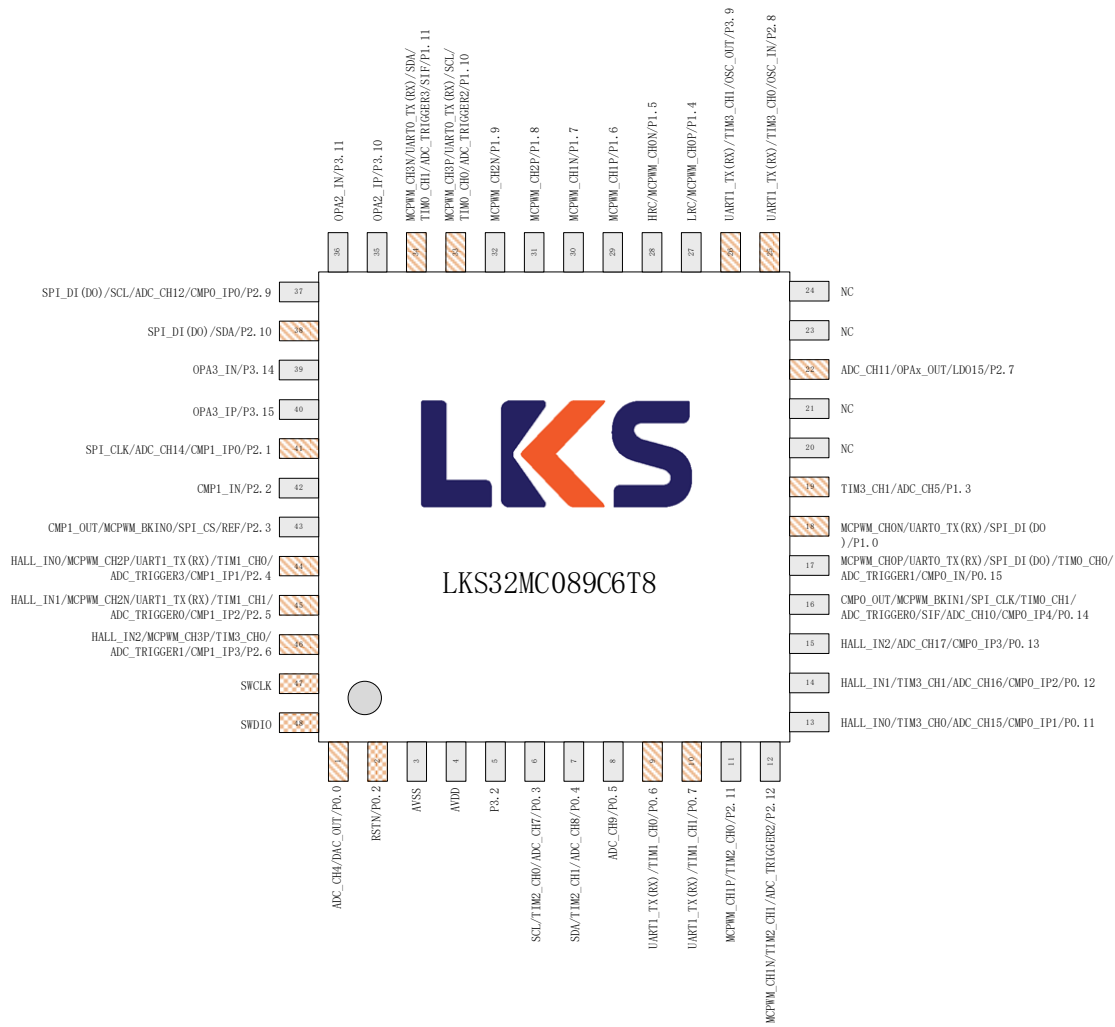 OPA2_IN/P3.11
OPA2_IP/P3.10
MCPWM_CH3N/UART0_TX(RX)/SDA/
TIM0_CH1/ADC_TRIGGER3/SIF/P1.11
MCPWM_CH3P/UART0_TX(RX)/SCL/
TIM0_CH0/ADC_TRIGGER2/P1.10
MCPWM_CH2N/P1.9
MCPWM_CH2P/P1.8
MCPWM_CH1N/P1.7
MCPWM_CH1P/P1.6
HRC/MCPWM_CH0N/P1.5
LRC/MCPWM_CH0P/P1.4
UART1_TX(RX)/TIM3_CH1/OSC_OUT/P3.9
UART1_TX(RX)/TIM3_CH0/OSC_IN/P2.8
36
35
34
33
32
31
30
29
28
27
26
25
SPI_DI(DO)/SCL/ADC_CH12/CMP0_IP0/P2.9
37
SPI_DI(DO)/SDA/P2.10
38
OPA3_IN/P3.14
39
OPA3_IP/P3.15
40
SPI_CLK/ADC_CH14/CMP1_IP0/P2.1
41
CMP1_IN/P2.2
42
CMP1_OUT/MCPWM_BKIN0/SPI_CS/REF/P2.3
43
HALL_IN0/MCPWM_CH2P/UART1_TX(RX)/TIM1_CH0/
ADC_TRIGGER3/CMP1_IP1/P2.4
44
HALL_IN1/MCPWM_CH2N/UART1_TX(RX)/TIM1_CH1/
ADC_TRIGGER0/CMP1_IP2/P2.5
45
HALL_IN2/MCPWM_CH3P/TIM3_CH0/
ADC_TRIGGER1/CMP1_IP3/P2.6
46
SWCLK
47
SWDIO
48
LKS
LKS32MC089C6T8
24
NC
23
NC
22
ADC_CH11/OPAx_OUT/LDO15/P2.7
21
NC
20
NC
19
TIM3_CH1/ADC_CH5/P1.3
18
MCPWM_CH0N/UART0_TX(RX)/SPI_DI(DO
)/P1.0
17
MCPWM_CH0P/UART0_TX(RX)/SPI_DI(DO)/TIM0_CH0/
ADC_TRIGGER1/CMP0_IN/P0.15
16
CMP0_OUT/MCPWM_BKIN1/SPI_CLK/TIM0_CH1/
ADC_TRIGGER0/SIF/ADC_CH10/CMP0_IP4/P0.14
15
HALL_IN2/ADC_CH17/CMP0_IP3/P0.13
14
HALL_IN1/TIM3_CH1/ADC_CH16/CMP0_IP2/P0.12
13
HALL_IN0/TIM3_CH0/ADC_CH15/CMP0_IP1/P0.11
1
2
3
4
5
6
7
8
9
10
11
12
ADC_CH4/DAC_OUT/P0.0
RSTN/P0.2
AVSS
AVDD
P3.2
SCL/TIM2_CH0/ADC_CH7/P0.3
SDA/TIM2_CH1/ADC_CH8/P0.4
ADC_CH9/P0.5
UART1_TX(RX)/TIM1_CH0/P0.6
UART1_TX(RX)/TIM1_CH1/P0.7
MCPWM_CH1P/TIM2_CH0/P2.11
MCPWM_CH1N/TIM2_CH1/ADC_TRIGGER2/P2.12